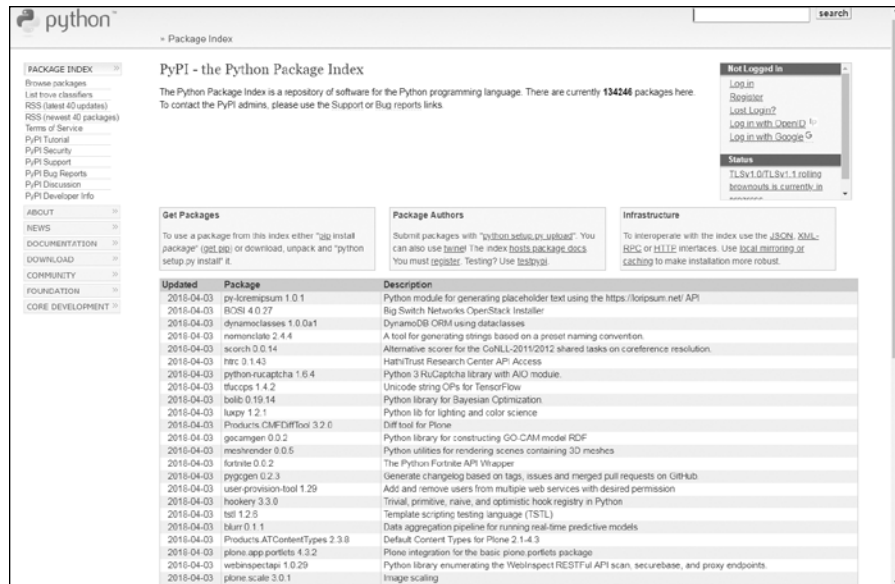 python™
search
» Package Index
PACKAGE INDEX »
Browse packages
List trove classifiers
RSS (latest 40 updates)
RSS (newest 40 packages)
Terms of Service
PyPI Tutorial
PyPI Security
PyPI Support
PyPI Bug Reports
PyPI Discussion
PyPI Developer Info
ABOUT »
NEWS »
DOCUMENTATION »
DOWNLOAD »
COMMUNITY »
FOUNDATION »
CORE DEVELOPMENT »
PyPI - the Python Package Index
The Python Package Index is a repository of software for the Python programming language. There are currently 134246 packages here.
To contact the PyPI admins, please use the Support or Bug reports links.
Not Logged In
Log in
Register
Lost Login?
Log in with OpenID
Log in with Google
Status
TLSv1.0/TLSv1.1 rolling
brownouts is currently in
Get Packages
To use a package from this index either "pip install
package" (get pip) or download, unpack and "python
setup.py install" it.
Package Authors
Submit packages with "python setup.py upload". You
can also use twine! The index hosts package docs.
You must register. Testing? Use testpypi.
Infrastructure
To interoperate with the index use the JSON, XML-
RPC or HTTP interfaces. Use local mirroring or
caching to make installation more robust.
Updated Package Description
2018-04-03 py-loremipsum 1.0.1 Python module for generating placeholder text using the https://loripsum.net/ API
2018-04-03 BOSI 4.0.27 Big Switch Networks OpenStack Installer
2018-04-03 dynamoclasses 1.0.0a1 DynamoDB ORM using dataclasses
2018-04-03 nomenclate 2.4.4 A tool for generating strings based on a preset naming convention.
2018-04-03 scorch 0.0.14 Alternative scorer for the CoNLL-2011/2012 shared tasks on coreference resolution.
2018-04-03 htrc 0.1.43 HathiTrust Research Center API Access
2018-04-03 python-rucaptcha 1.6.4 Python 3 RuCaptcha library with AIO module.
2018-04-03 tfucops 1.4.2 Unicode string OPs for TensorFlow
2018-04-03 bolib 0.19.14 Python library for Bayesian Optimization.
2018-04-03 luxpy 1.2.1 Python lib for lighting and color science
2018-04-03 Products.CMFDiffTool 3.2.0 Diff tool for Plone
2018-04-03 gocamgen 0.0.2 Python library for constructing GO-CAM model RDF
2018-04-03 meshrender 0.0.5 Python utilities for rendering scenes containing 3D meshes
2018-04-03 fortnite 0.0.2 The Python Fortnite API Wrapper
2018-04-03 pygcgen 0.2.3 Generate changelog based on tags, issues and merged pull requests on GitHub
2018-04-03 user-provision-tool 1.29 Add and remove users from multiple web services with desired permission
2018-04-03 hookery 3.3.0 Trivial, primitive, naive, and optimistic hook registry in Python
2018-04-03 tstl 1.2.6 Template scripting testing language (TSTL)
2018-04-03 blurr 0.1.1 Data aggregation pipeline for running real-time predictive models
2018-04-03 Products.ATContentTypes 2.3.8 Default Content Types for Plone 2.1-4.3
2018-04-03 plone.app.portlets 4.3.2 Plone integration for the basic plone.portlets package
2018-04-03 webinspectapi 1.0.29 Python library enumerating the WebInspect RESTFul API scan, securebase, and proxy endpoints.
2018-04-03 plone.scale 3.0.1 Image scaling